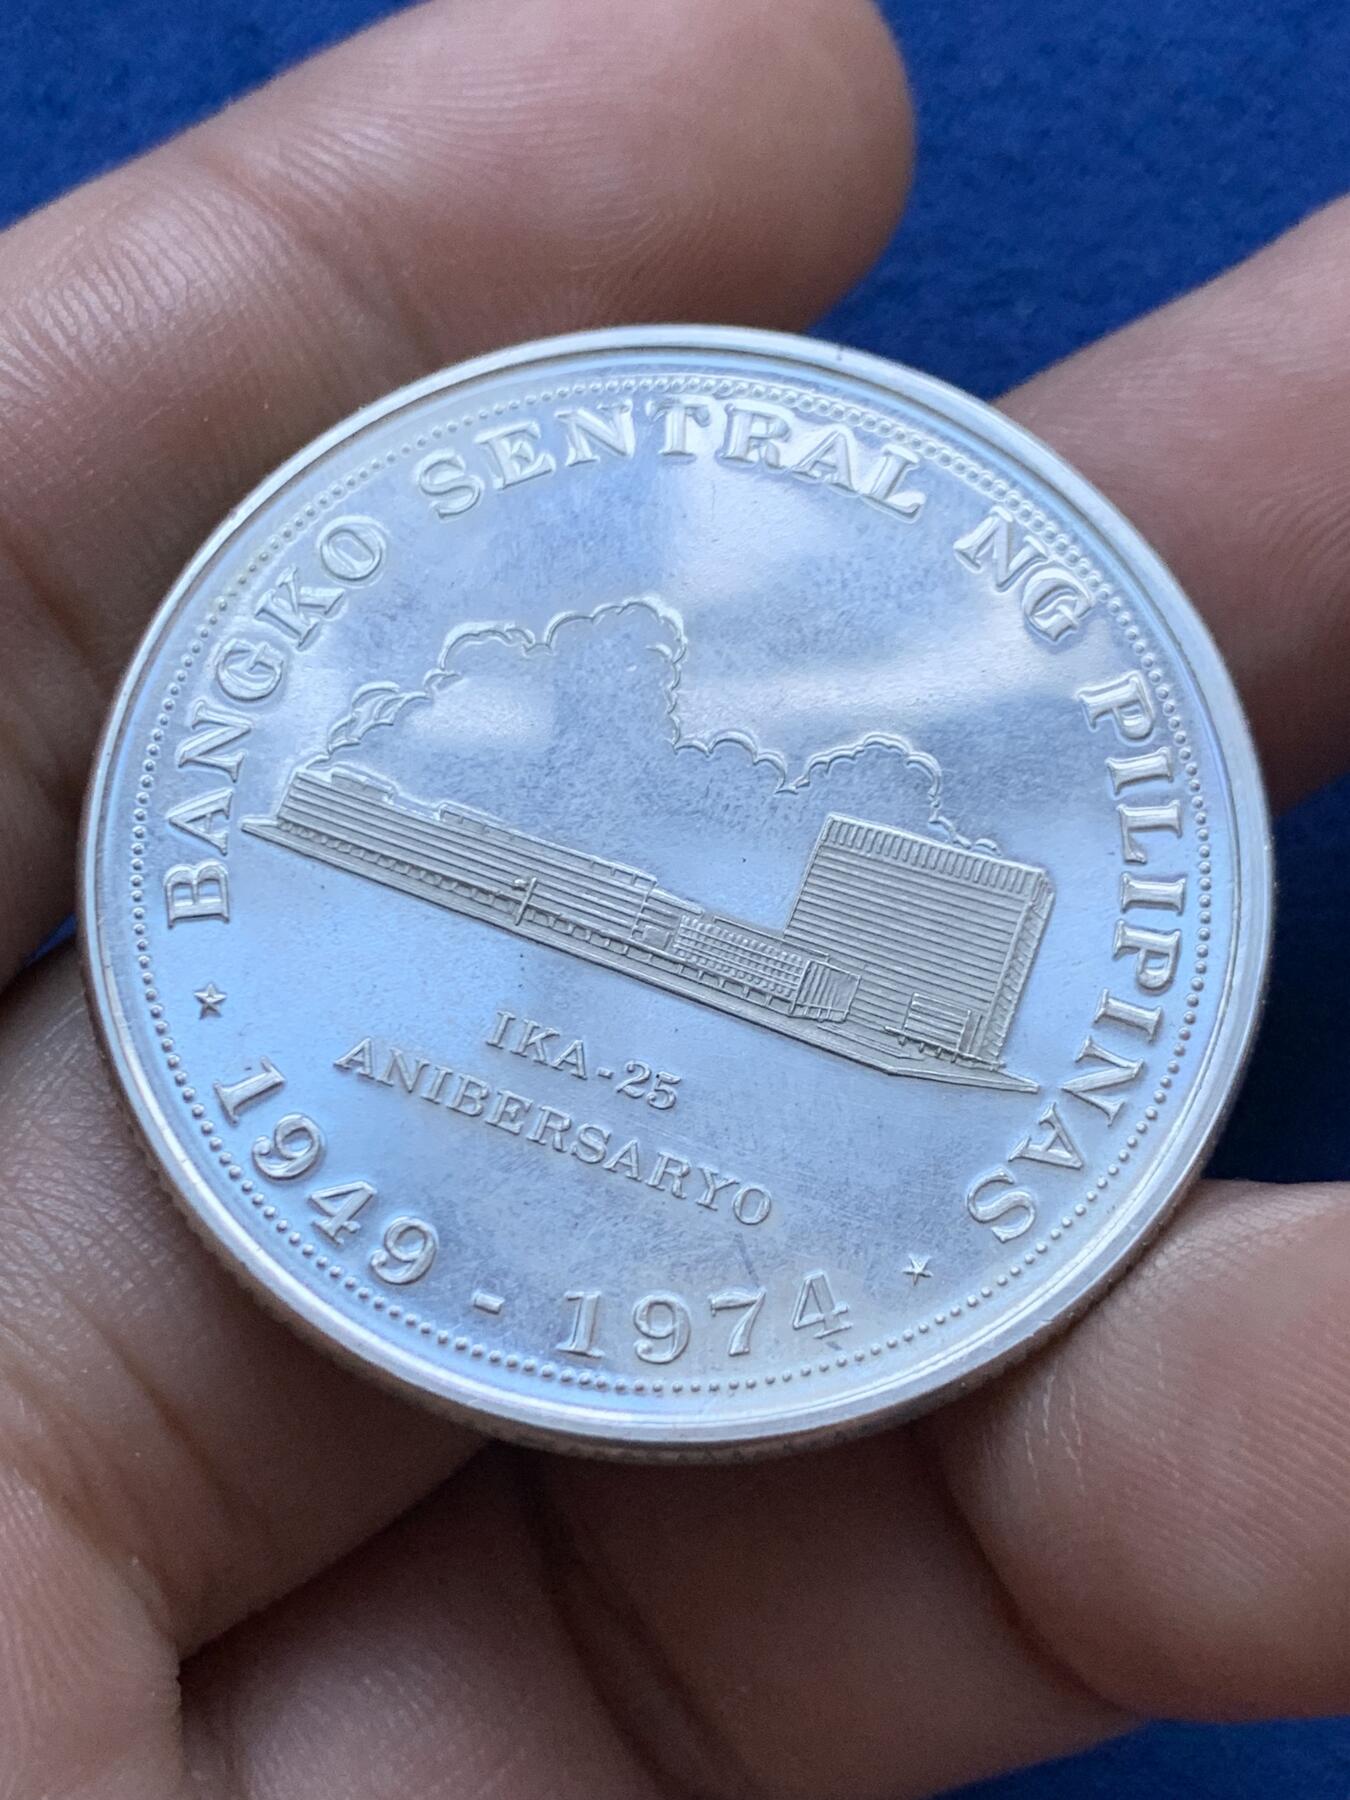 BANGKO SENTRAL NG PILIPINAS
IKA-25
ANIBERSARYO
1949 - 1974